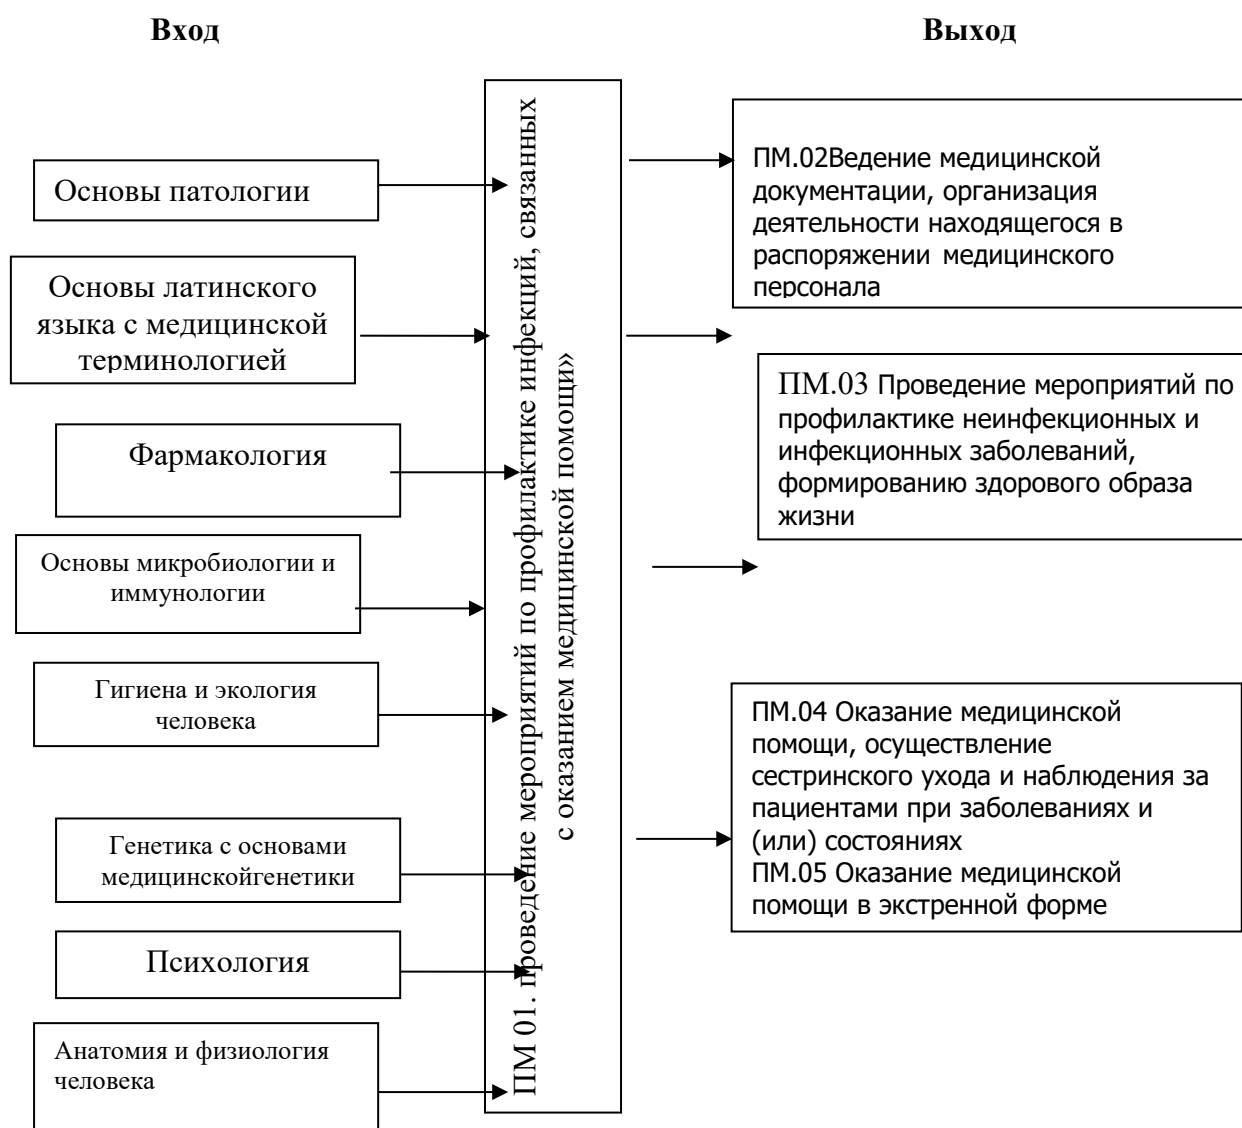 Вход
Выход
Основы патологии
Основы латинского
языка с медицинской
терминологией
Фармакология
Основы микробиологии и
иммунологии
Гигиена и экология
человека
Генетика с основами
медицинскойгенетики
Психология
Анатомия и физиология
человека
ПМ 01. проведение мероприятий по профилактике инфекций, связанных
с оказанием медицинской помощи»
ПМ.02Ведение медицинской
документации, организация
деятельности находящегося в
распоряжении медицинского
персонала
ПМ.03 Проведение мероприятий по
профилактике неинфекционных и
инфекционных заболеваний,
формированию здорового образа
жизни
ПМ.04 Оказание медицинской
помощи, осуществление
сестринского ухода и наблюдения за
пациентами при заболеваниях и
(или) состояниях
ПМ.05 Оказание медицинской
помощи в экстренной форме